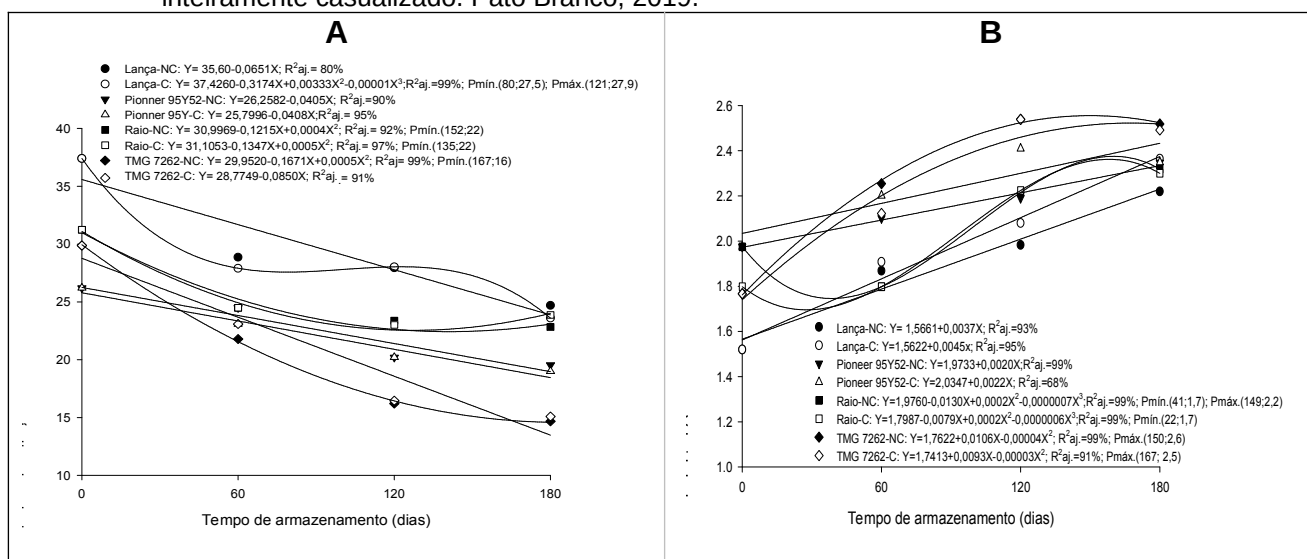 inteiramente casualizado. Pato Branco, 2019.
A
Lança-NC: Y= 35,60-0,0651X; R²aj.= 80%
Lança-C: Y= 37,4260-0,3174X+0,00333X²-0,00001X³;R²aj.=99%; Pmín.(80;27,5) Pmáx.(121;27,9)
Pionner 95Y52-NC: Y=26,2582-0,0405X; R²aj.=90%
Pionner 95Y-C: Y= 25,7996-0,0408X;R²aj.= 95%
Raio-NC: Y= 30,9969-0,1215X+0,0004X²; R²aj.= 92%; Pmín.(152;22)
Raio-C: Y= 31,1053-0,1347X+0,0005X²; R²aj.= 97%; Pmín.(135;22)
TMG 7262-NC: Y= 29,9520-0,1671X+0,0005X²; R²aj= 99%; Pmín.(167;16)
TMG 7262-C: Y= 28,7749-0,0850X; R²aj.= 91%
40
35
30
25
20
15
10
0 60 120 180
Tempo de armazenamento (dias)
B
2.6
2.4
2.2
2.0
1.8
1.6
1.4
1.2
1.0
Lança-NC: Y= 1,5661+0,0037X; R²aj.=93%
Lança-C: Y=1,5622+0,0045x; R²aj.=95%
Pioneer 95Y52-NC: Y=1,9733+0,0020X;R²aj.=99%
Pioneer 95Y52-C: Y=2,0347+0,0022X;R²aj.=68%
Raio-NC: Y=1,9760-0,0130X+0,0002X²-0,0000007X³;R²aj.=99%; Pmín(41;1,7); Pmáx(149;2,2)
Raio-C: Y=1,7987-0,0079X+0,0002X²-0,0000006X³;R²aj.=99%; Pmín.(22;1,7)
TMG 7262-NC: Y=1,7622+0,0106X-0,00004X²; R²aj.=99%; Pmáx.(150;2,6)
TMG 7262-C: Y=1,7413+0,0093X-0,00003X²; R²aj.=91%; Pmáx.(167; 2,5)
0 60 120 180
Tempo de armazenamento (dias)